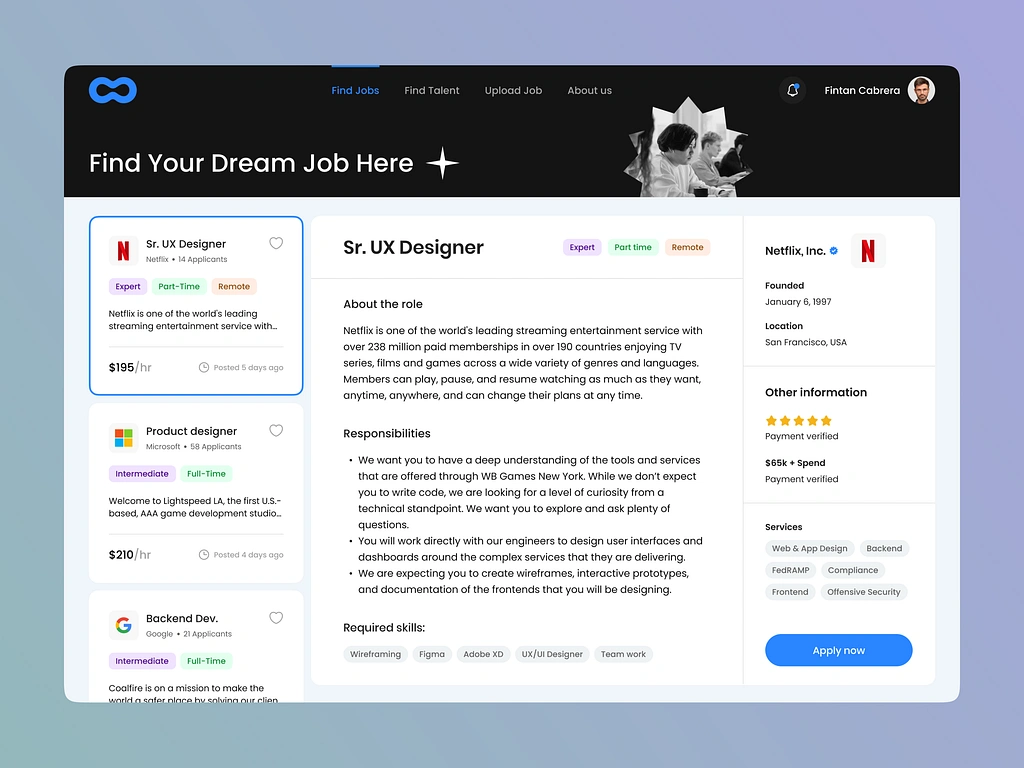 Find Jobs
Find Talent
Upload Job
About us
Fintan Cabrera
Find Your Dream Job Here
Sr. UX Designer
Netflix • 14 Applicants
Expert
Part-Time
Remote
Netflix is one of the world's leading
streaming entertainment service with...
$195/hr
Posted 5 days ago
Product designer
Microsoft • 58 Applicants
Intermediate
Full-Time
Welcome to Lightspeed LA, the first U.S.-
based, AAA game development studio...
$210/hr
Posted 4 days ago
Backend Dev.
Google • 21 Applicants
Intermediate
Full-Time
Coalfire is on a mission to make the
world a safer place by solving our clien
Sr. UX Designer
Expert
Part time
Remote
About the role
Netflix is one of the world's leading streaming entertainment service with
over 238 million paid memberships in over 190 countries enjoying TV
series, films and games across a wide variety of genres and languages.
Members can play, pause, and resume watching as much as they want,
anytime, anywhere, and can change their plans at any time.
Responsibilities
• We want you to have a deep understanding of the tools and services
that are offered through WB Games New York. While we don't expect
you to write code, we are looking for a level of curiosity from a
technical standpoint. We want you to explore and ask plenty of
questions.
• You will work directly with our engineers to design user interfaces and
dashboards around the complex services that they are delivering.
• We are expecting you to create wireframes, interactive prototypes,
and documentation of the frontends that you will be designing.
Required skills:
Wireframing
Figma
Adobe XD
UX/UI Designer
Team work
Netflix, Inc.
N
Founded
January 6, 1997
Location
San Francisco, USA
Other information
Payment verified
$65k + Spend
Payment verified
Services
Web & App Design
Backend
FedRAMP
Compliance
Frontend
Offensive Security
Apply now